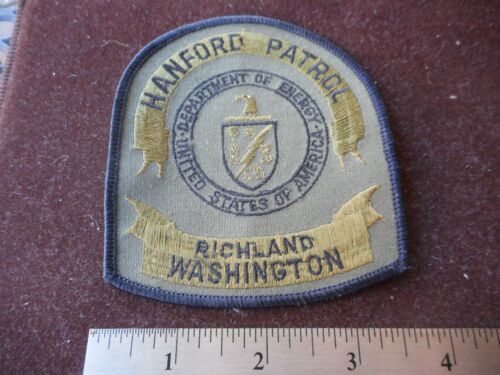 HANFORD PATROL
DEPARTMENT OF ENERGY
UNITED STATES OF AMERICA
RICHLAND
WASHINGTON
1 2 3 4